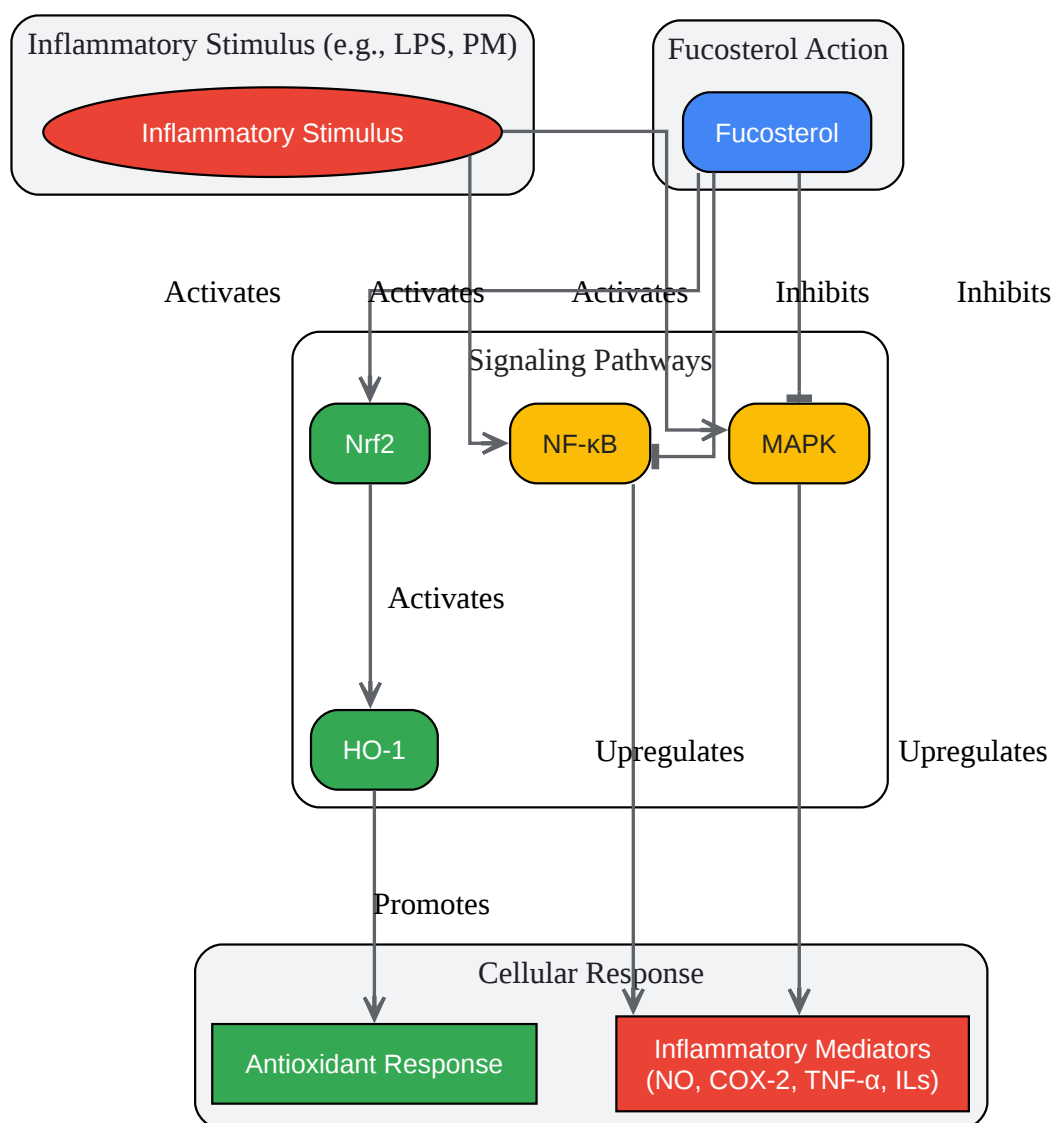 Inflammatory Stimulus (e.g., LPS, PM)
Fucosterol Action
Inflammatory Stimulus
Fucosterol
Activates
Activates
Activates
Inhibits
Inhibits
Signaling Pathways
Nrf2
NF-κB
MAPK
Activates
HO-1
Upregulates
Upregulates
Promotes
Cellular Response
Antioxidant Response
Inflammatory Mediators
(NO, COX-2, TNF-α, ILs)